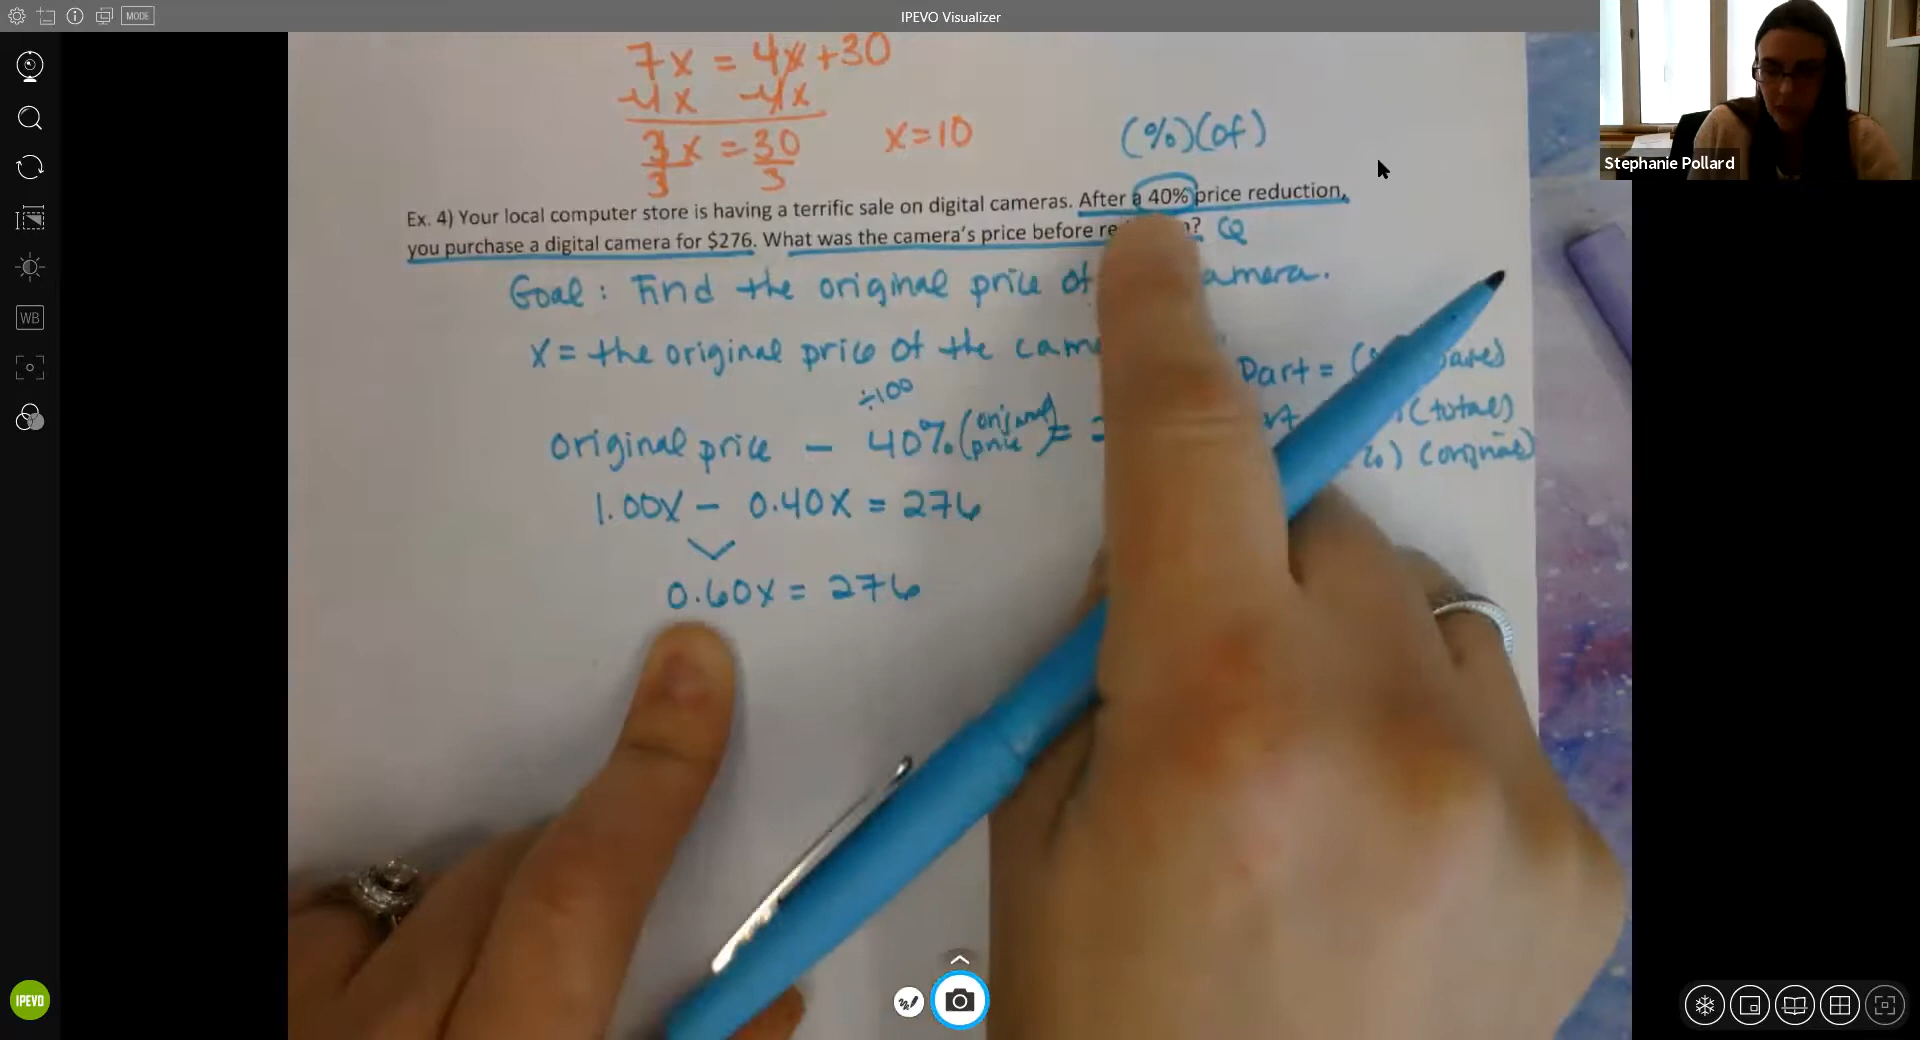 MODE
IPEVO Visualizer
Stephanie Pollard
WB
IPEVO
7x = 4x + 30
-4x -4x
3x = 30
3 3
x = 10
(%)(of)
Ex. 4) Your local computer store is having a terrific sale on digital cameras. After a 40% price reduction,
you purchase a digital camera for $276. What was the camera's price before ? Q
Goal: Find the original price of
x = the original price of the
÷100
original price - 40% (original price) =
Part =
(total)
(original)
1.00x - 0.40x = 276
0.60x = 276